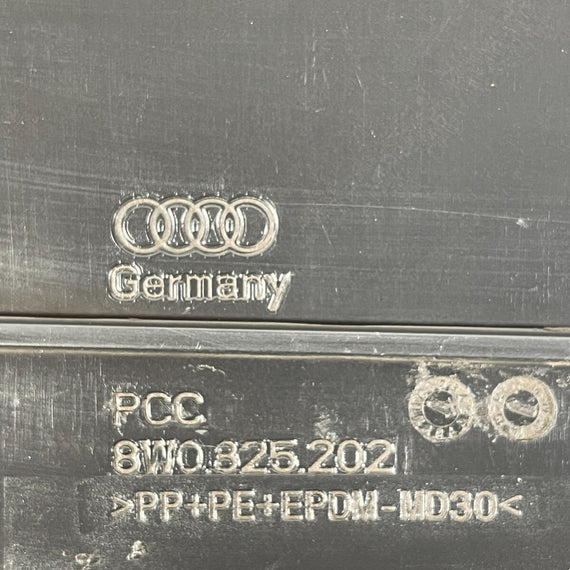 Germany
PCC
8W0.825.202
>PP+PE+EPDM-MD30<